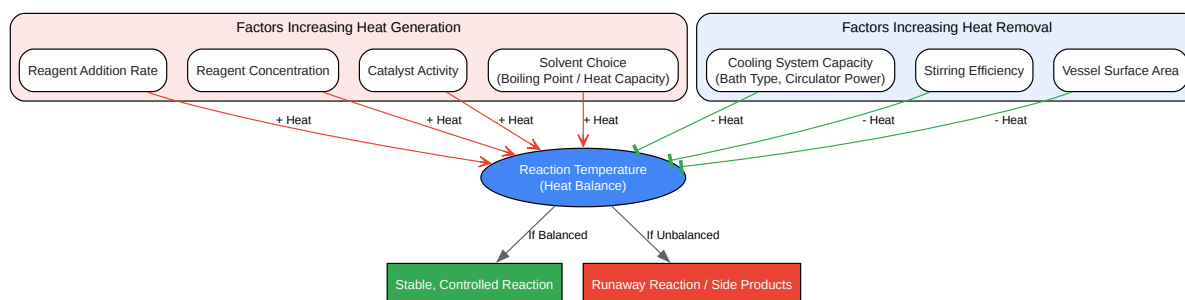 Factors Increasing Heat Generation
Factors Increasing Heat Removal
Reagent Addition Rate
Reagent Concentration
Catalyst Activity
Solvent Choice
(Boiling Point / Heat Capacity)
Cooling System Capacity
(Bath Type, Circulator Power)
Stirring Efficiency
Vessel Surface Area
+ Heat
+ Heat
+ Heat
+ Heat
- Heat
- Heat
- Heat
Reaction Temperature
(Heat Balance)
If Balanced
If Unbalanced
Stable, Controlled Reaction
Runaway Reaction / Side Products